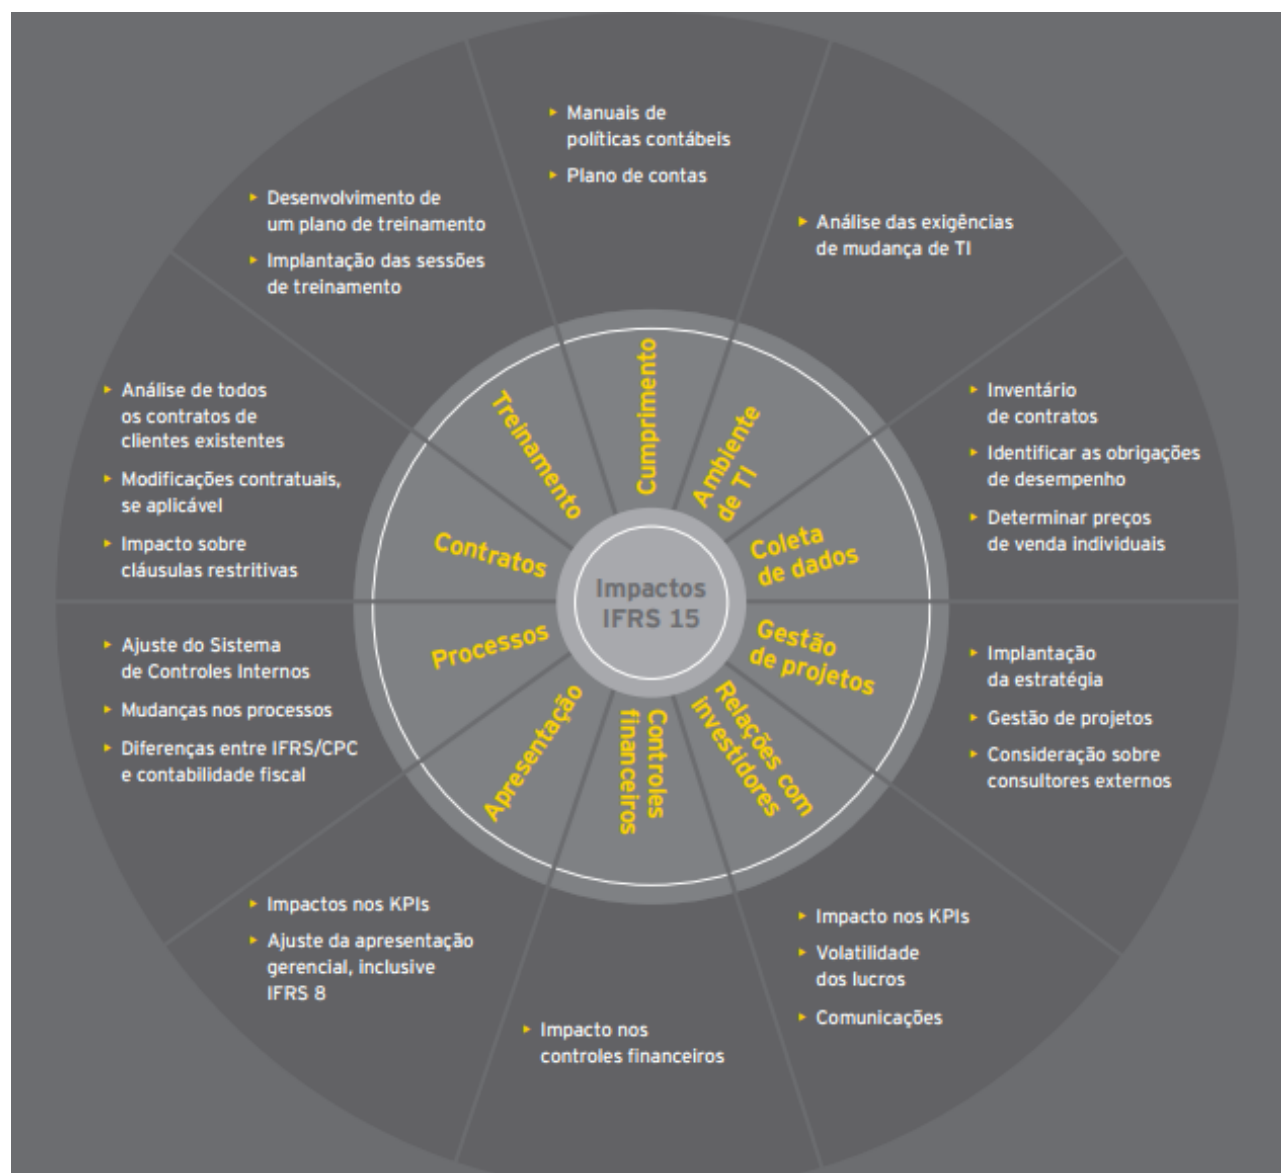 Manuais de
políticas contábeis
Plano de contas
Análise das exigências
de mudança de TI
Inventário
de contratos
Identificar as obrigações
de desempenho
Determinar preços
de venda individuais
Implantação
da estratégia
Gestão de projetos
Consideração sobre
consultores externos
Impacto nos KPIs
Volatilidade
dos lucros
Comunicações
Impacto nos
controles financeiros
Impactos nos KPIs
Ajuste da apresentação
gerencial, inclusive
IFRS 8
Ajuste do Sistema
de Controles Internos
Mudanças nos processos
Diferenças entre IFRS/CPC
e contabilidade fiscal
Análise de todos
os contratos de
clientes existentes
Modificações contratuais,
se aplicável
Impacto sobre
cláusulas restritivas
Desenvolvimento de
um plano de treinamento
Implantação das sessões
de treinamento
Cumprimento
Ambiente
de TI
Coleta
de dados
Gestão
de projetos
Relações com
investidores
Controles
financeiros
Apresentação
Processos
Contratos
Treinamento
Impactos
IFRS 15